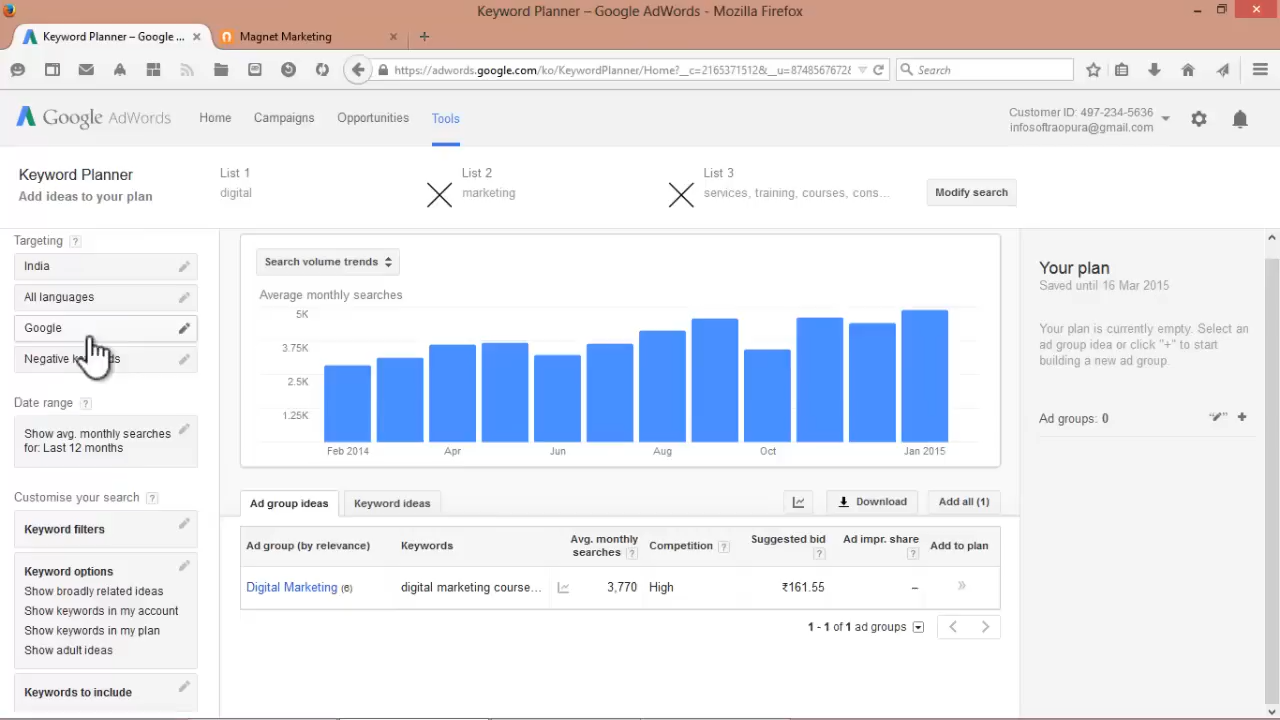 Keyword Planner – Google AdWords - Mozilla Firefox
Keyword Planner – Google ...
Magnet Marketing
https://adwords.google.com/ko/KeywordPlanner/Home?__c=2165371512&__u=8748567672
Search
Google AdWords
Home
Campaigns
Opportunities
Tools
Customer ID: 497-234-5636
infosoftraopura@gmail.com
Keyword Planner
Add ideas to your plan
List 1
digital
List 2
marketing
List 3
services, training, courses, cons...
Modify search
Targeting ?
India
All languages
Google
Negative
Date range ?
Show avg. monthly searches
for: Last 12 months
Customise your search ?
Keyword filters
Keyword options
Show broadly related ideas
Show keywords in my account
Show keywords in my plan
Show adult ideas
Keywords to include
Search volume trends
Average monthly searches
5K
3.75K
2.5K
1.25K
Feb 2014
Apr
Jun
Aug
Oct
Jan 2015
Ad group ideas
Keyword ideas
Download
Add all (1)
Ad group (by relevance)
Keywords
Avg. monthly
searches ?
Competition ?
Suggested bid
?
Ad impr. share
?
Add to plan
Digital Marketing (6)
digital marketing course...
3,770
High
₹161.55
–
1 - 1 of 1 ad groups
Your plan
Saved until 16 Mar 2015
Your plan is currently empty. Select an
ad group idea or click "+" to start
building a new ad group.
Ad groups: 0